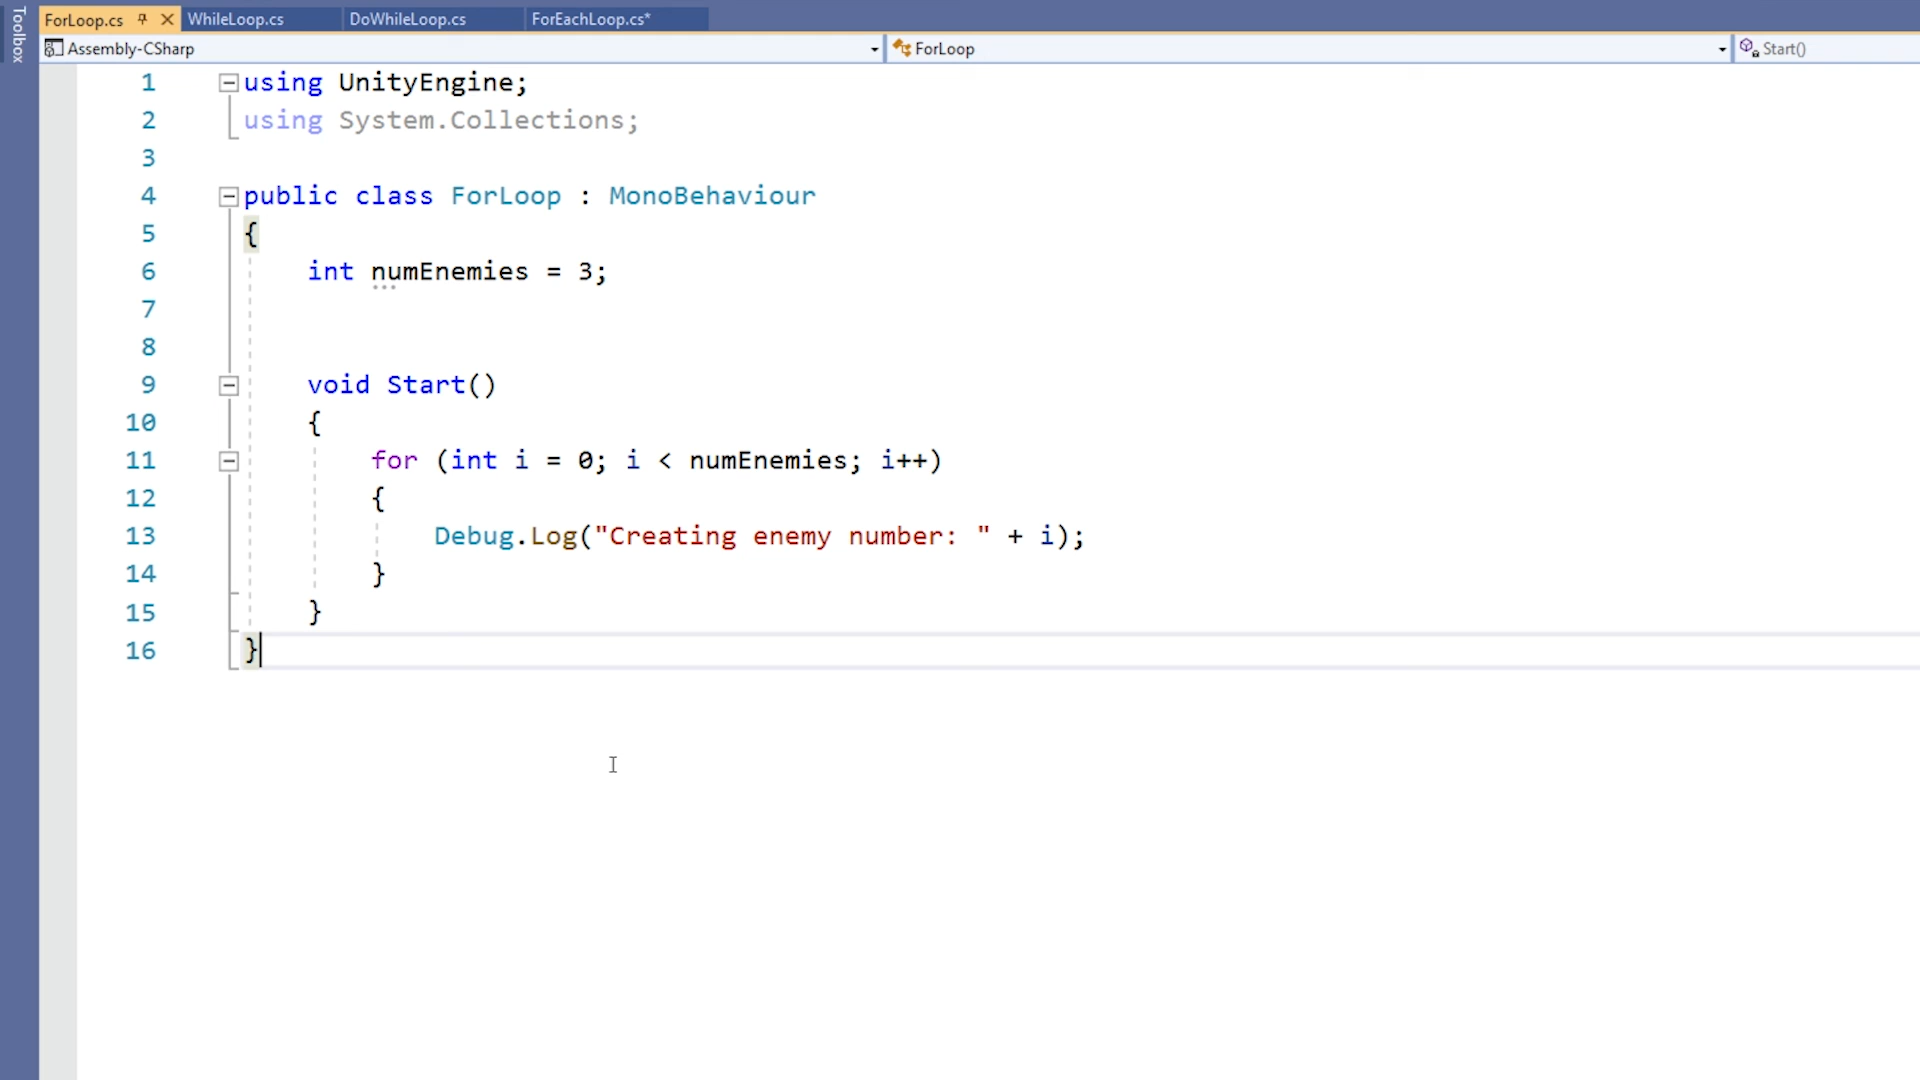 Toolbox
ForLoop.cs WhileLoop.cs DoWhileLoop.cs ForEachLoop.cs*
Assembly-CSharp ForLoop Start()
1 using UnityEngine;
2 using System.Collections;
3
4 public class ForLoop : MonoBehaviour
5 {
6 int numEnemies = 3;
7
8
9 void Start()
10 {
11 for (int i = 0; i < numEnemies; i++)
12 {
13 Debug.Log("Creating enemy number: " + i);
14 }
15 }
16 }